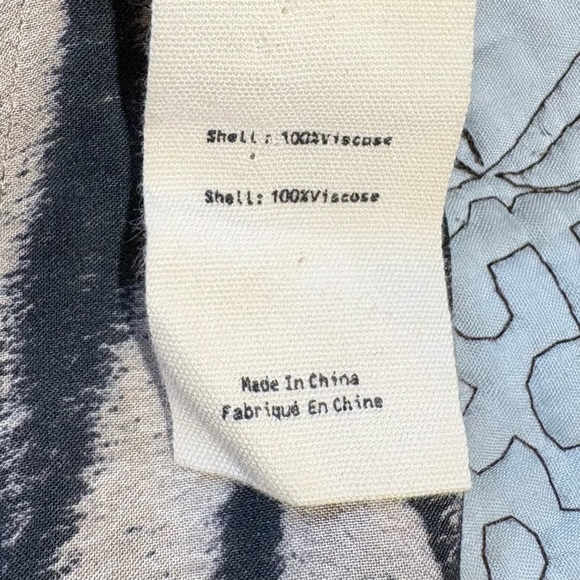 Shell: 100%Viscose
Shell: 100%Viscose
Made In China
Fabriqué En Chine